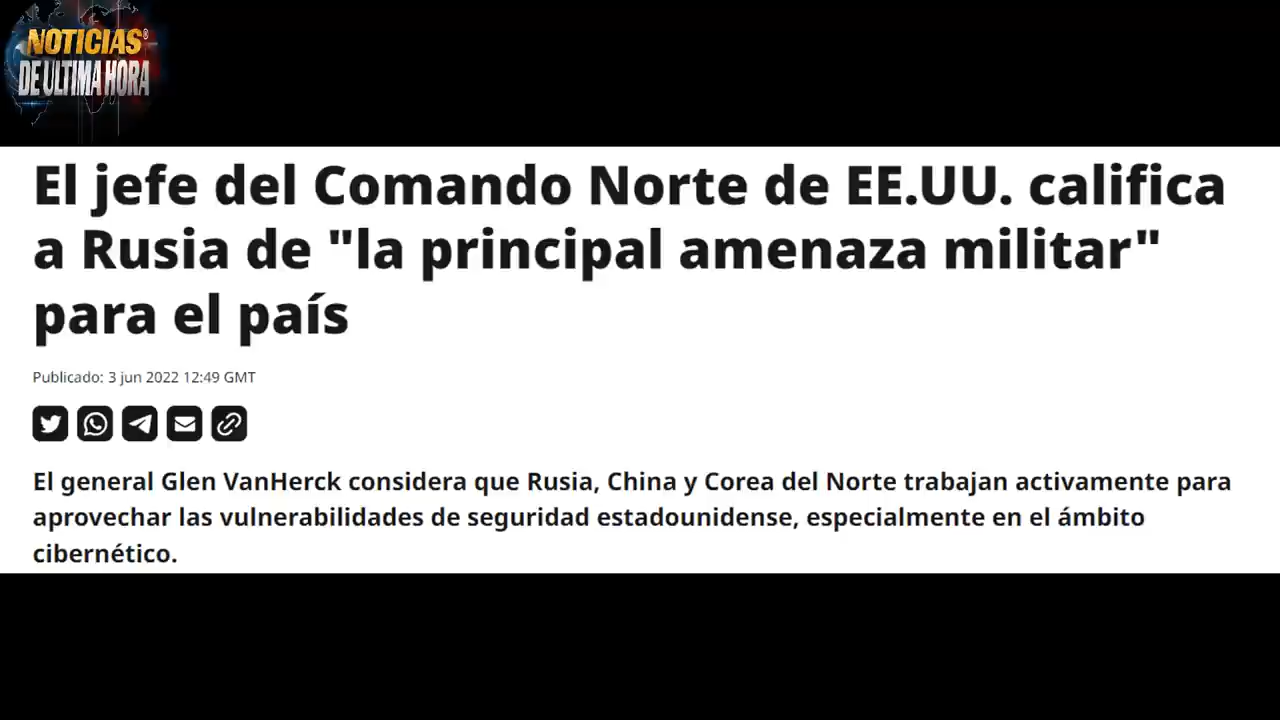 NOTICIAS®
DE ULTIMA HORA
El jefe del Comando Norte de EE.UU. califica
a Rusia de "la principal amenaza militar"
para el país
Publicado: 3 jun 2022 12:49 GMT
El general Glen VanHerck considera que Rusia, China y Corea del Norte trabajan activamente para
aprovechar las vulnerabilidades de seguridad estadounidense, especialmente en el ámbito
cibernético.